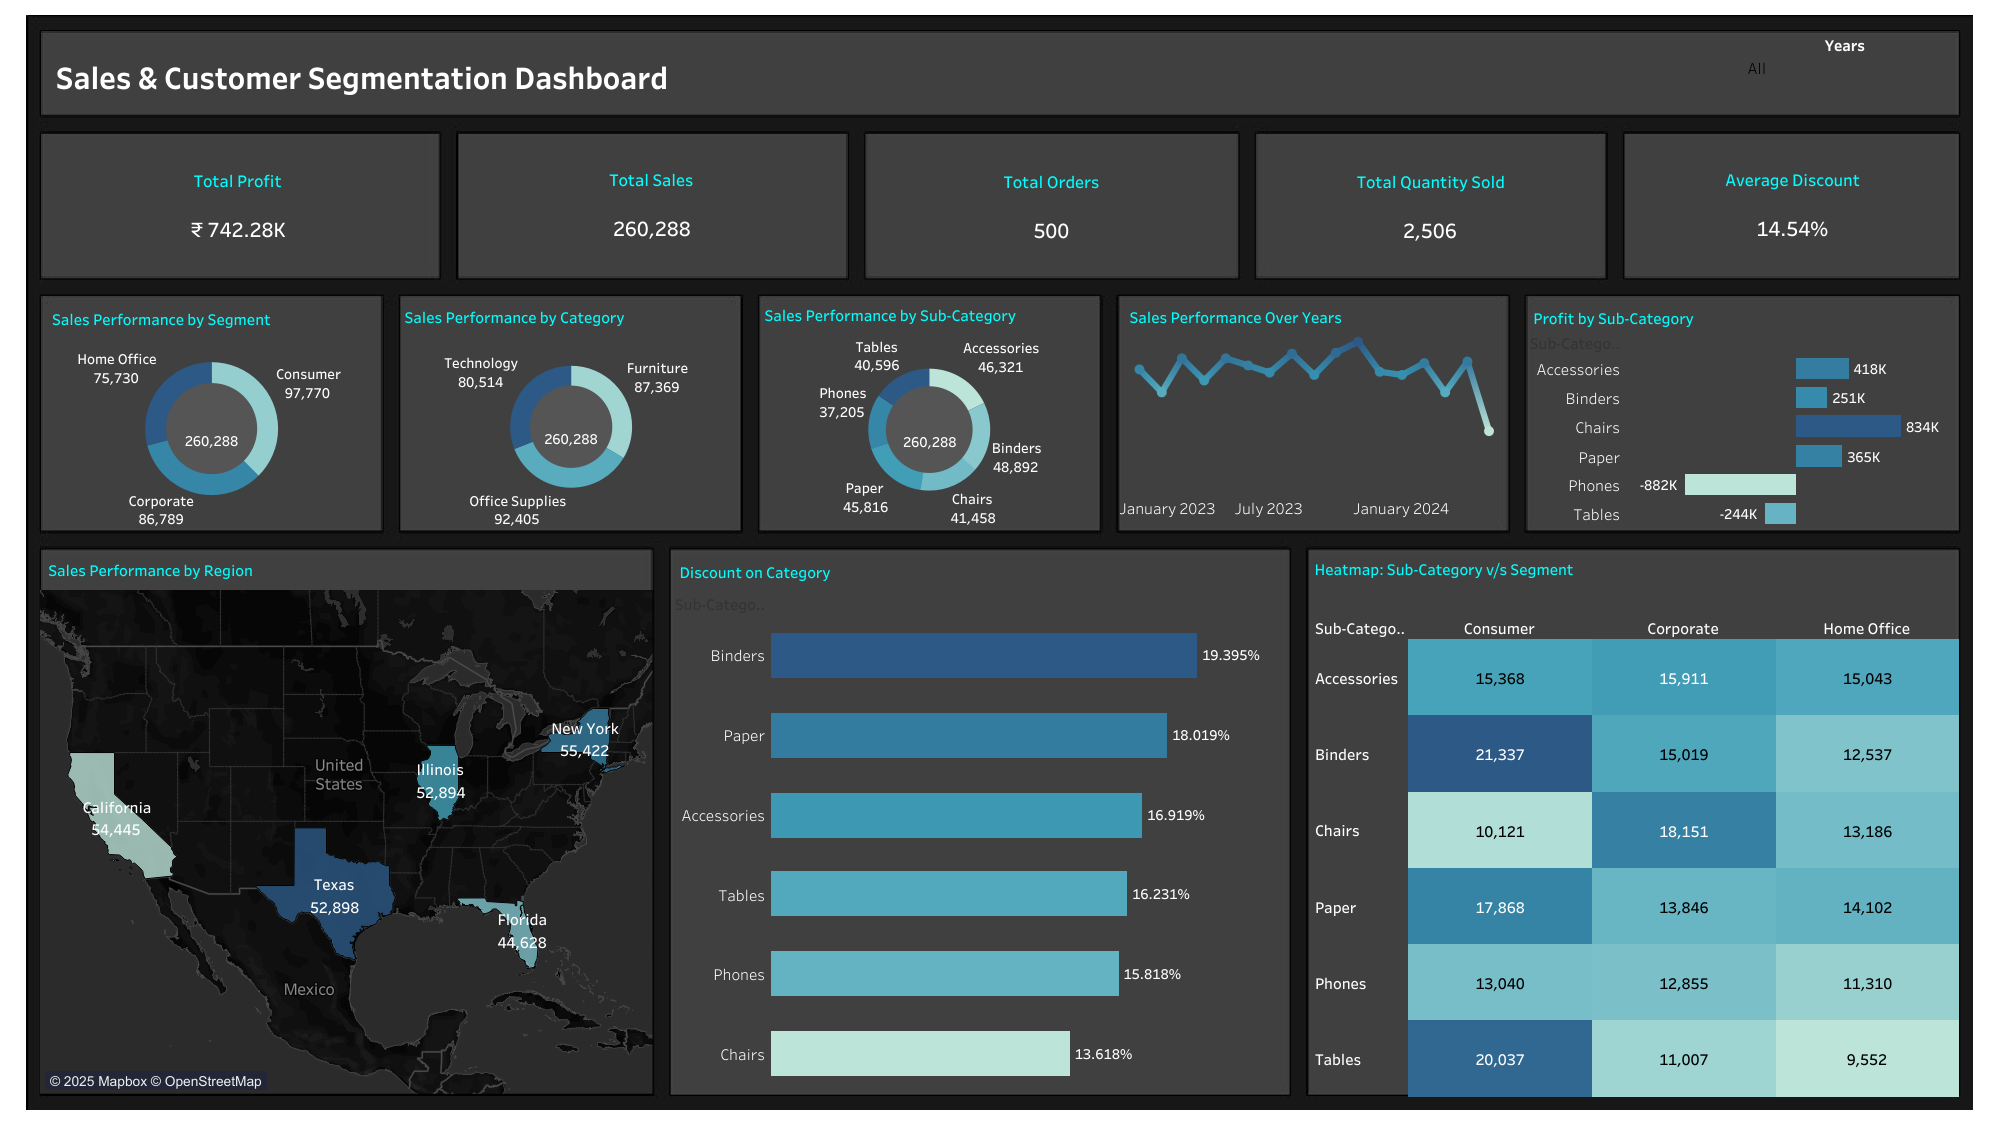 Sales & Customer Segmentation Dashboard
Years
All
Total Profit
₹ 742.28K
Total Sales
260,288
Total Orders
500
Total Quantity Sold
2,506
Average Discount
14.54%
Sales Performance by Segment
Home Office
75,730
Consumer
97,770
260,288
Corporate
86,789
Sales Performance by Category
Technology
80,514
Furniture
87,369
260,288
Office Supplies
92,405
Sales Performance by Sub-Category
Tables
40,596
Accessories
46,321
Phones
37,205
260,288
Binders
48,892
Paper
45,816
Chairs
41,458
Sales Performance Over Years
January 2023 July 2023 January 2024
Profit by Sub-Category
Sub-Catego..
Accessories 418K
Binders 251K
Chairs 834K
Paper 365K
Phones -882K
Tables -244K
Sales Performance by Region
New York
55,422
United
States
Illinois
52,894
California
54,445
Texas
52,898
Florida
44,628
Mexico
© 2025 Mapbox © OpenStreetMap
Discount on Category
Sub-Catego..
Binders 19.395%
Paper 18.019%
Accessories 16.919%
Tables 16.231%
Phones 15.818%
Chairs 13.618%
Heatmap: Sub-Category v/s Segment
Sub-Catego.. Consumer Corporate Home Office
Accessories 15,368 15,911 15,043
Binders 21,337 15,019 12,537
Chairs 10,121 18,151 13,186
Paper 17,868 13,846 14,102
Phones 13,040 12,855 11,310
Tables 20,037 11,007 9,552